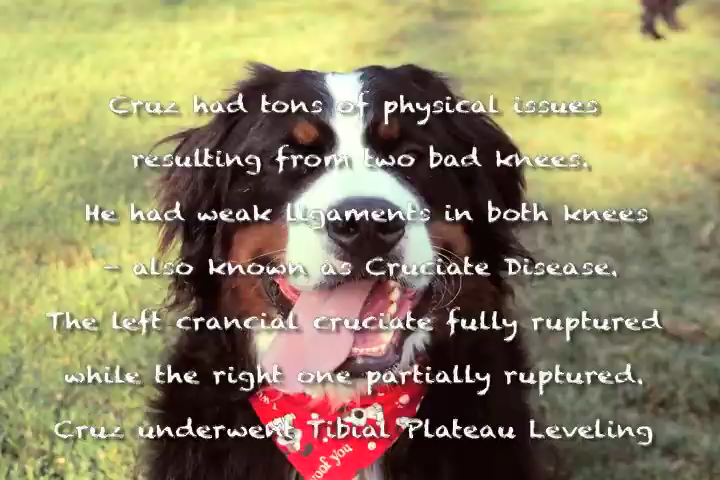 Cruz had tons of physical issues
resulting from two bad knees.
He had weak ligaments in both knees
- also known as Cruciate Disease.
The left crancial cruciate fully ruptured
while the right one partially ruptured.
Cruz underwent Tibial Plateau Leveling
woof you